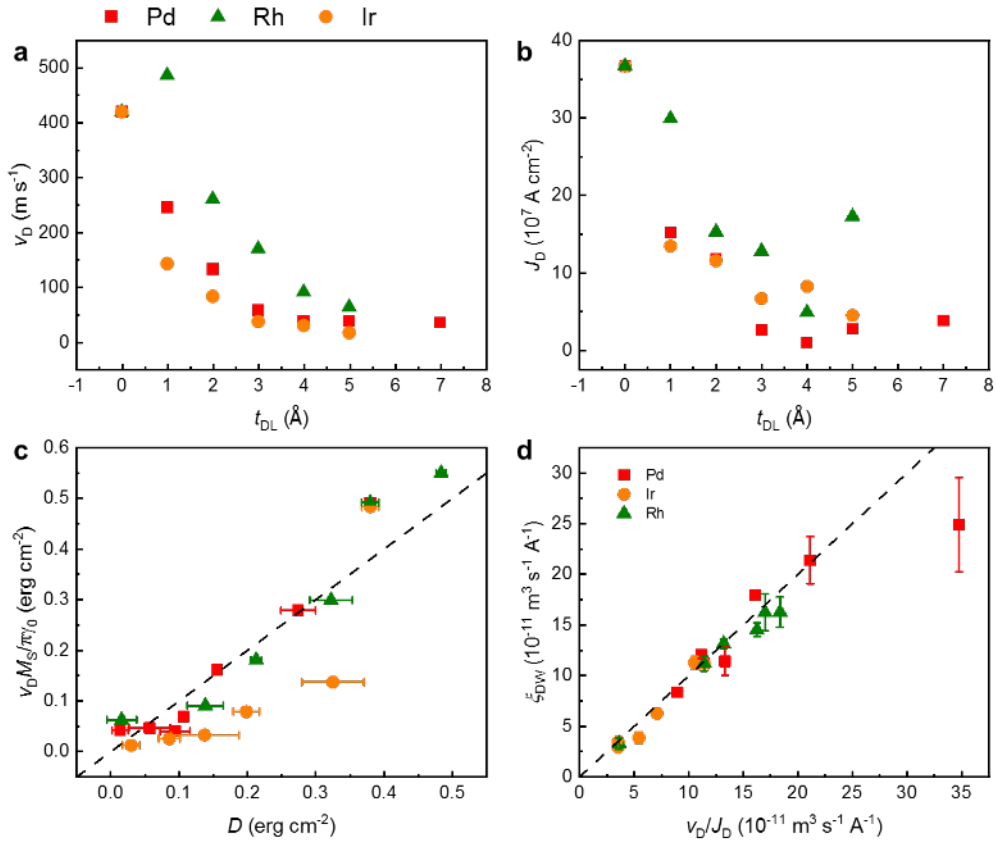 Pd Rh Ir
a
500
400
300
200
100
0
v_D (m s⁻¹)
-1 0 1 2 3 4 5 6 7 8
t_DL (Å)
b
40
30
20
10
0
J_D (10⁷ A cm⁻²)
-1 0 1 2 3 4 5 6 7 8
t_DL (Å)
c
0.6
0.5
0.4
0.3
0.2
0.1
0.0
v_D M_S/πγ₀ (erg cm⁻²)
0.0 0.1 0.2 0.3 0.4 0.5
D (erg cm⁻²)
d
Pd
Ir
Rh
30
25
20
15
10
5
0
ξ_DW (10⁻¹¹ m³ s⁻¹ A⁻¹)
0 5 10 15 20 25 30 35
v_D/J_D (10⁻¹¹ m³ s⁻¹ A⁻¹)